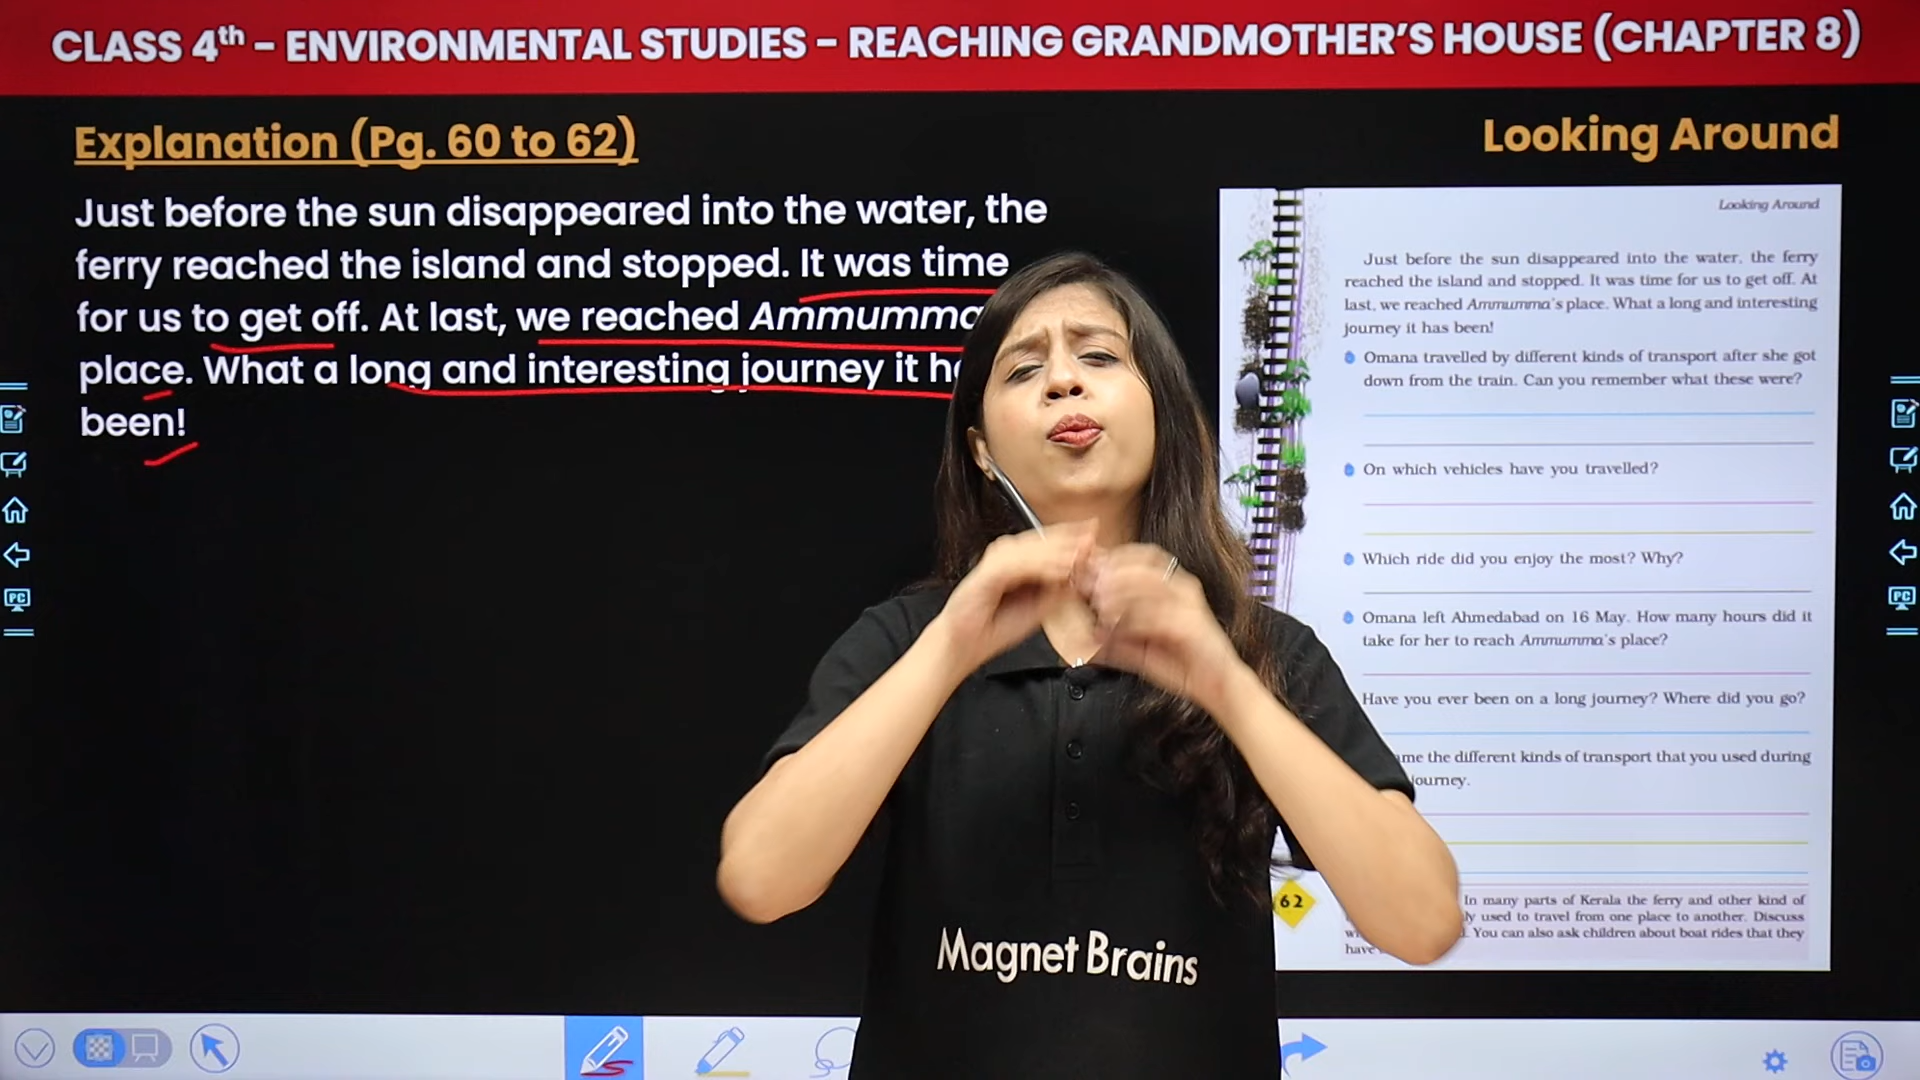 CLASS 4th – ENVIRONMENTAL STUDIES – REACHING GRANDMOTHER'S HOUSE (CHAPTER 8)
Explanation (Pg. 60 to 62)
Just before the sun disappeared into the water, the
ferry reached the island and stopped. It was time
for us to get off. At last, we reached Ammumma
place. What a long and interesting journey it ha
been!
Looking Around
Looking Around
Just before the sun disappeared into the water, the ferry
reached the island and stopped. It was time for us to get off. At
last, we reached Ammumma's place. What a long and interesting
journey it has been!
Omana travelled by different kinds of transport after she got
down from the train. Can you remember what these were?
On which vehicles have you travelled?
Which ride did you enjoy the most? Why?
Omana left Ahmedabad on 16 May. How many hours did it
take for her to reach Ammumma's place?
Have you ever been on a long journey? Where did you go?
me the different kinds of transport that you used during
journey.
62
In many parts of Kerala the ferry and other kind of
ly used to travel from one place to another. Discuss
You can also ask children about boat rides that they
have
Magnet Brains
PC
PC